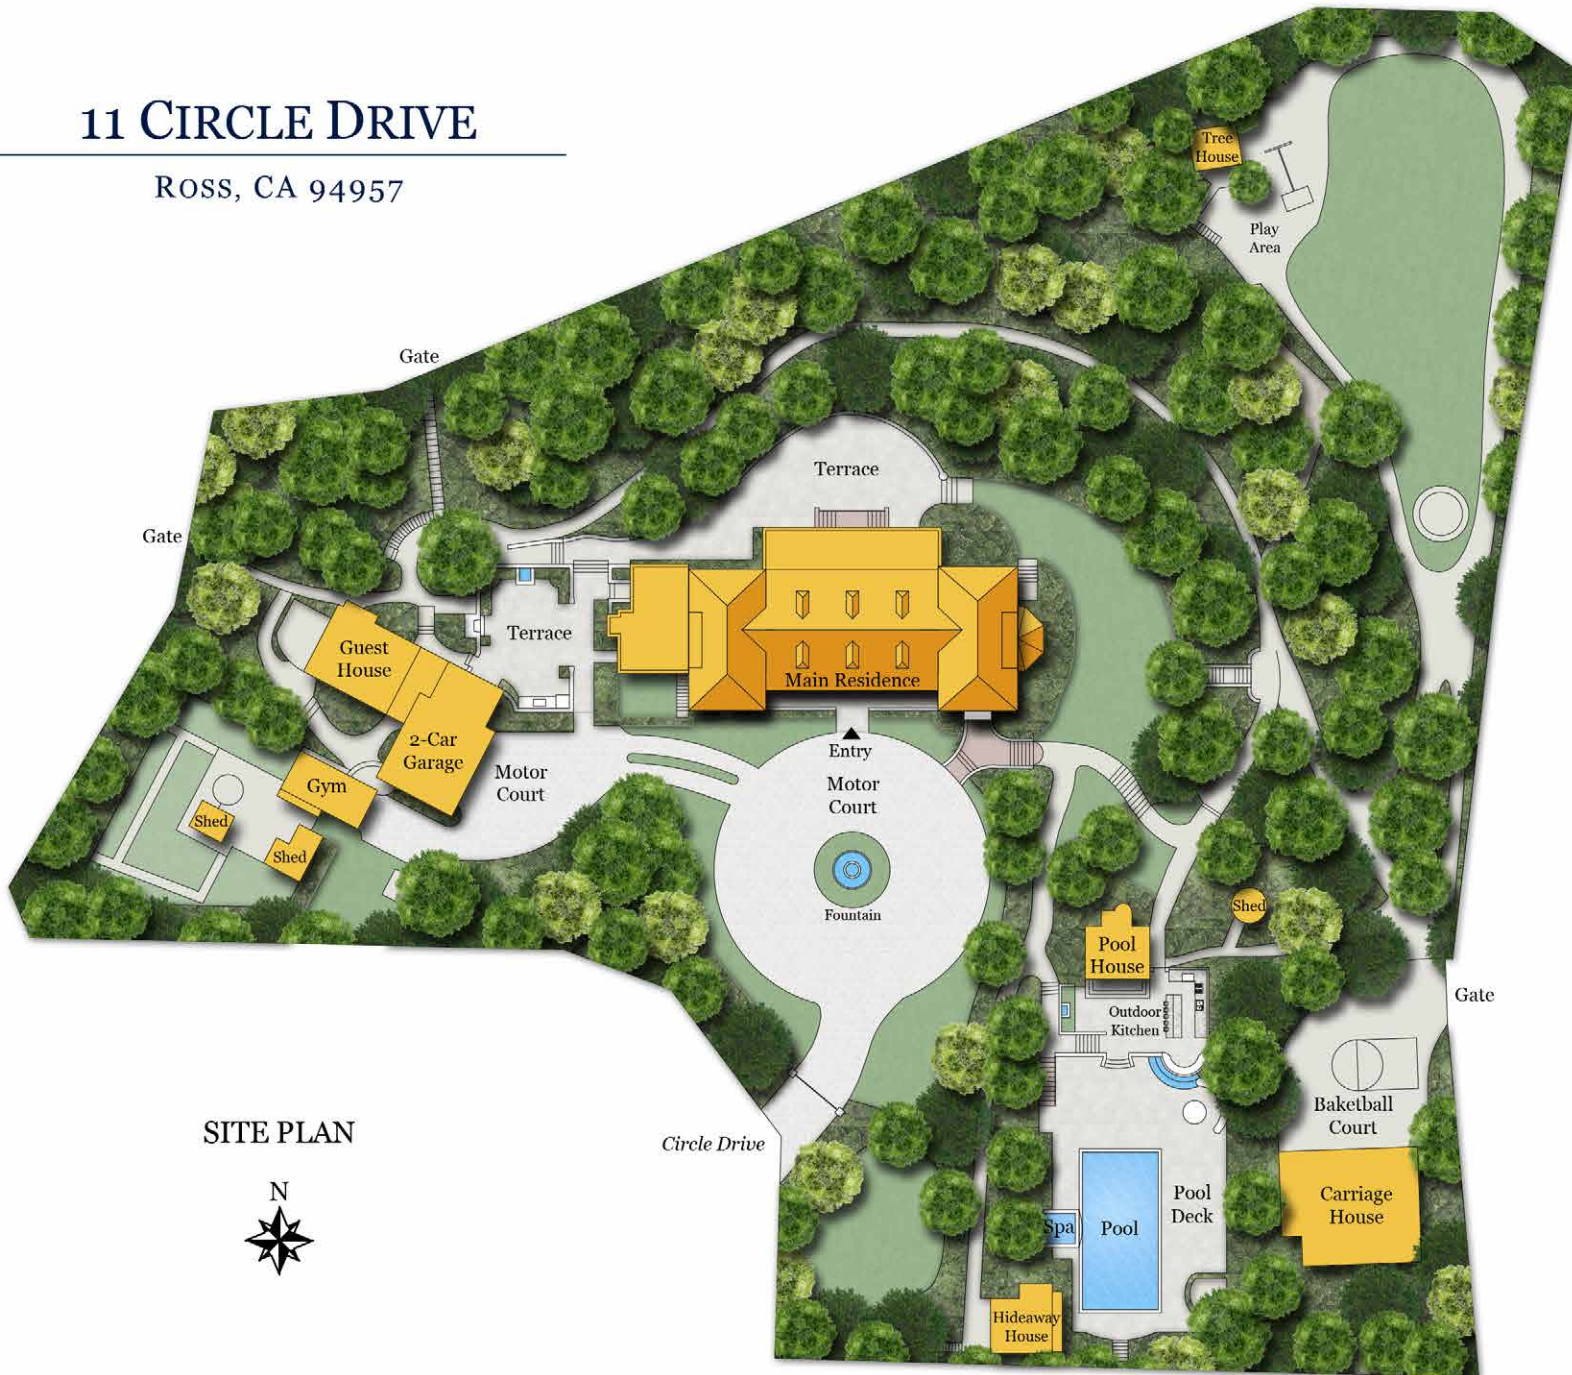 11 CIRCLE DRIVE
ROSS, CA 94957
Tree
House
Play
Area
Gate
Terrace
Gate
Terrace
Guest
House
Main Residence
2-Car
Garage
Entry
Motor
Court
Motor
Court
Gym
Shed
Shed
Fountain
Shed
Pool
House
Gate
Outdoor
Kitchen
Baketball
Court
SITE PLAN
Circle Drive
N
Pool
Deck
Carriage
House
Spa
Pool
Hideaway
House